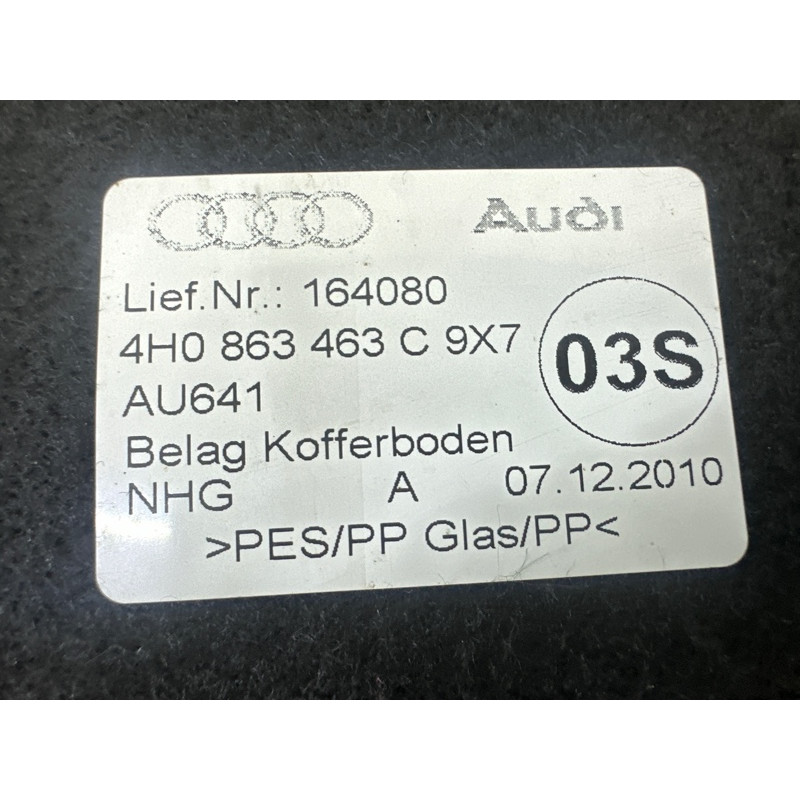 Audi
Lief.Nr.: 164080
4H0 863 463 C 9X7
03S
AU641
Belag Kofferboden
NHG A 07.12.2010
>PES/PP Glas/PP<